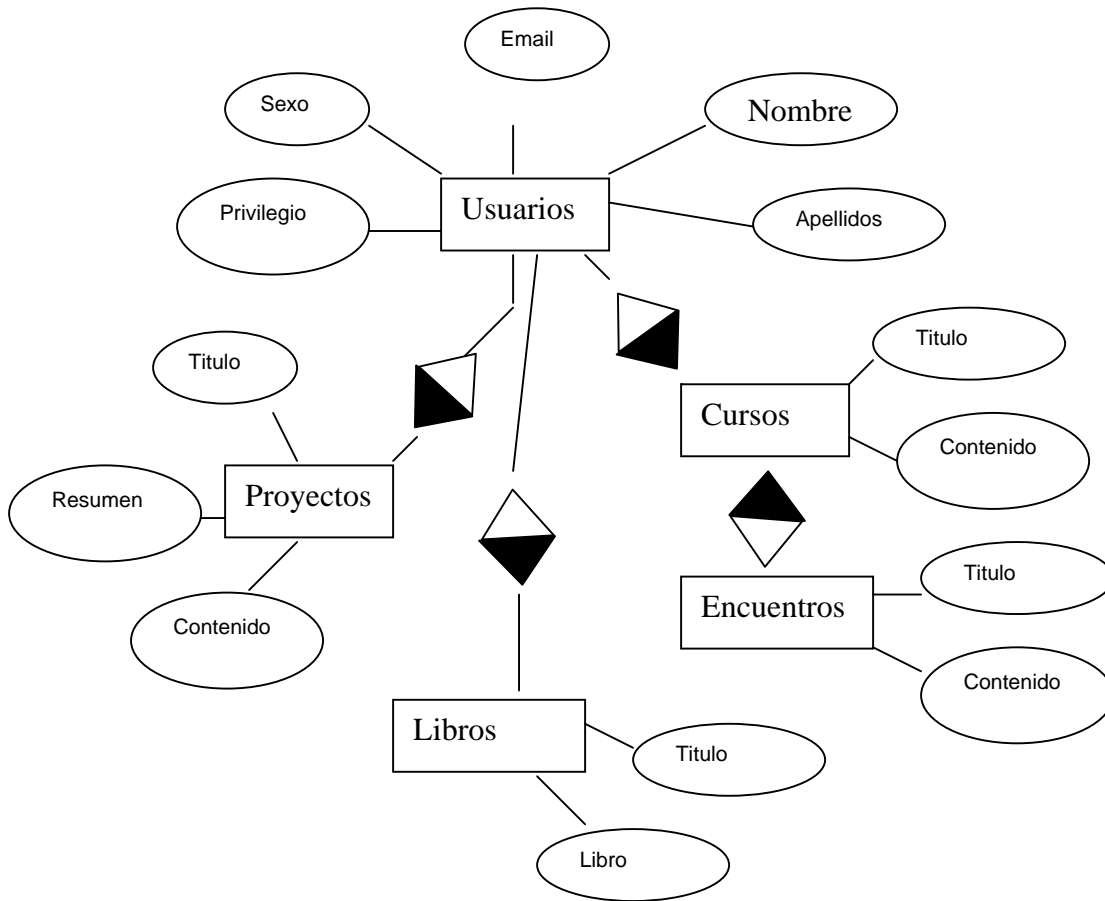 Email
Sexo
Nombre
Usuarios
Privilegio
Apellidos
Titulo
Titulo
Cursos
Contenido
Resumen
Proyectos
Titulo
Encuentros
Contenido
Contenido
Libros
Titulo
Libro